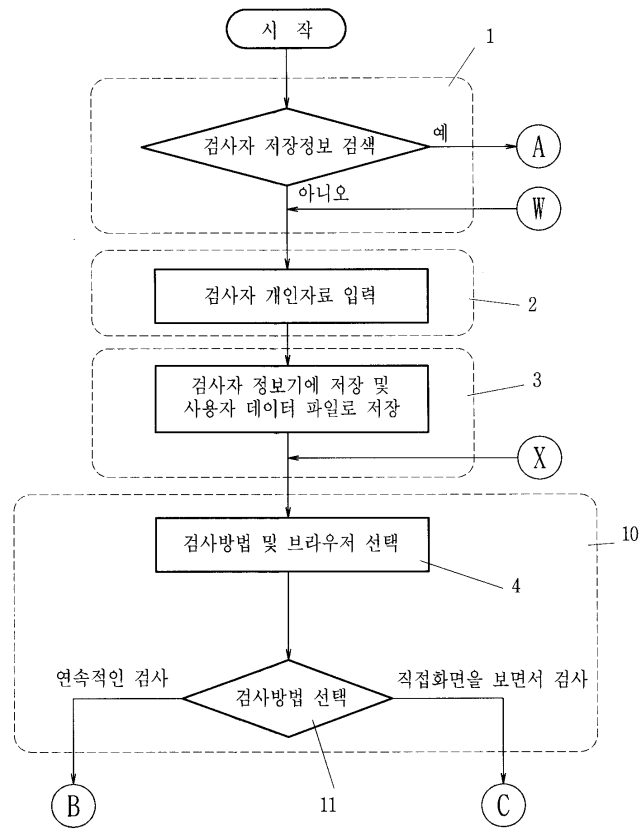 시 작
1
검사자 저장정보 검색
예
A
아니오
W
검사자 개인자료 입력
2
검사자 정보기에 저장 및
사용자 데이터 파일로 저장
3
X
10
검사방법 및 브라우저 선택
4
연속적인 검사
직접화면을 보면서 검사
검사방법 선택
B
11
C